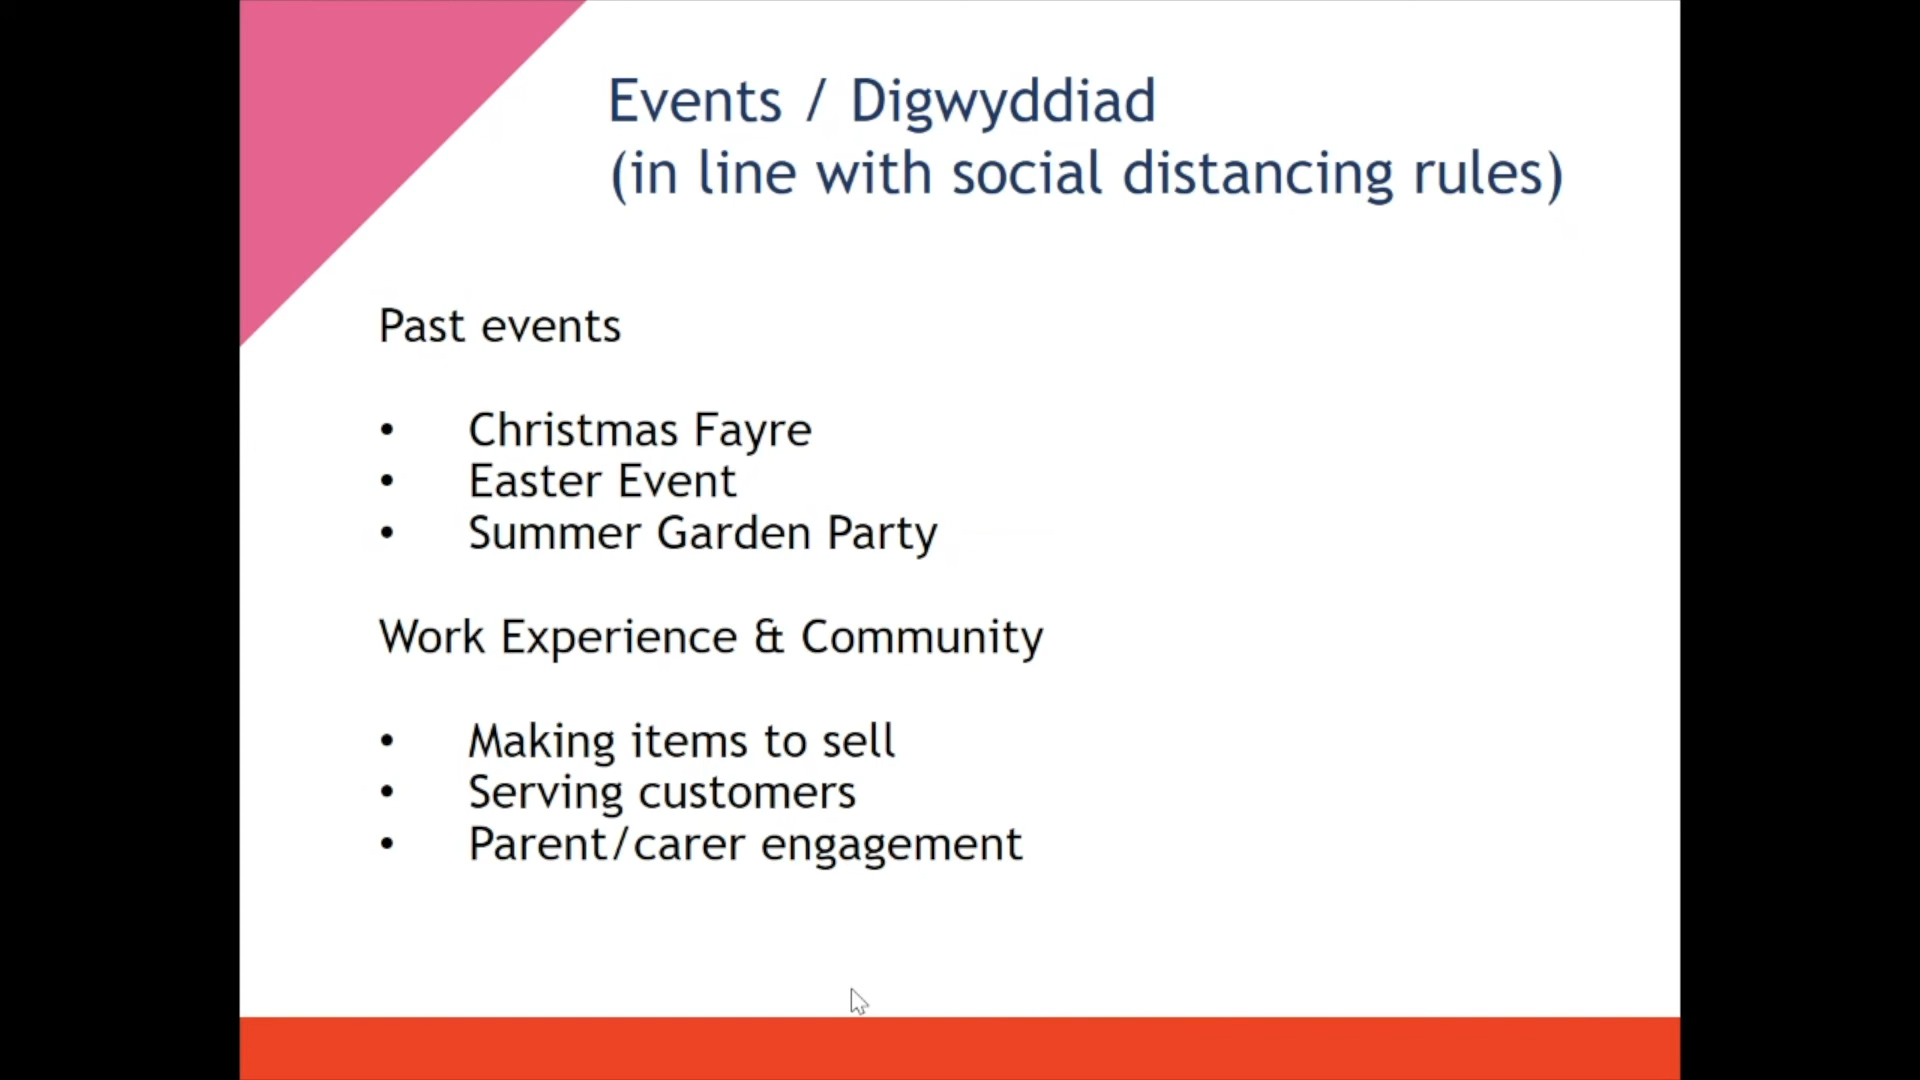 Events / Digwyddiad
(in line with social distancing rules)
Past events
• Christmas Fayre
• Easter Event
• Summer Garden Party
Work Experience & Community
• Making items to sell
• Serving customers
• Parent/carer engagement